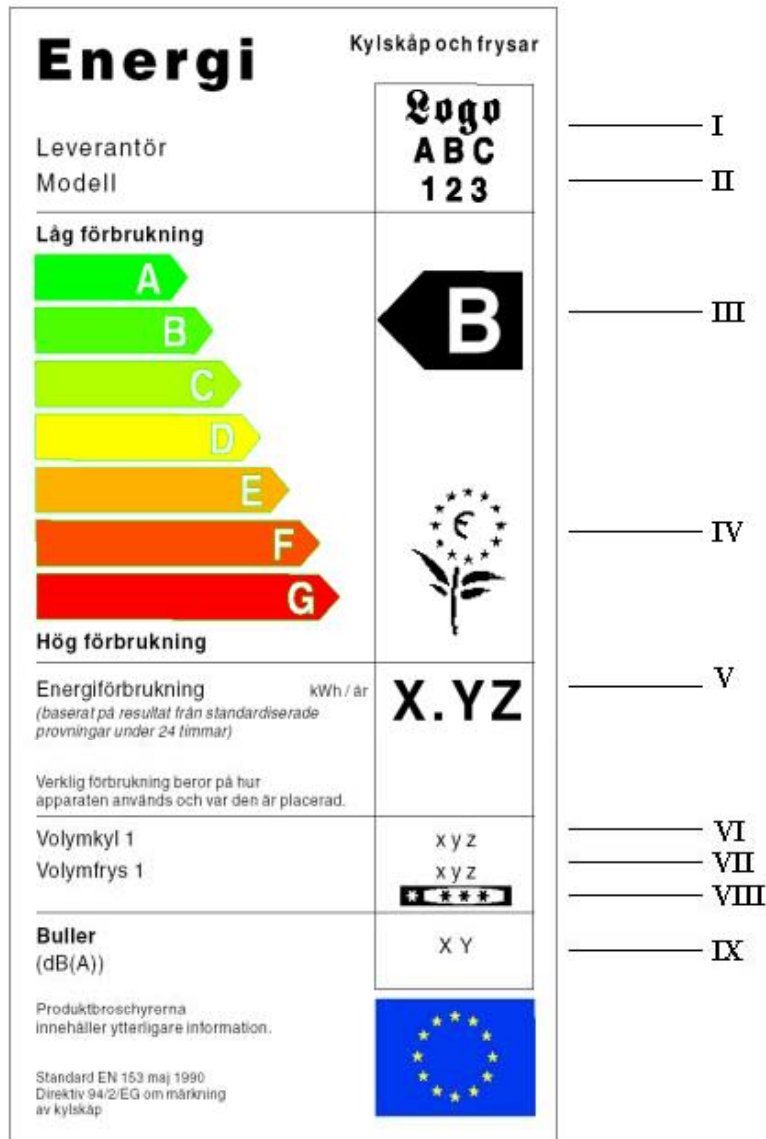 Energi
Kylskåp och frysar
Logo
I
Leverantör
ABC
Modell
123
II
Låg förbrukning
A
B
III
B
C
D
E
F
IV
G
Hög förbrukning
Energiförbrukning kWh / år
X.YZ
V
(baserat på resultat från standardiserade
provningar under 24 timmar)
Verklig förbrukning beror på hur
apparaten används och var den är placerad.
Volymkyl 1
x y z
VI
Volymfrys 1
x y z
VII
* * * *
VIII
Buller
(dB(A))
X Y
IX
Produktbroschyrerna
innehåller ytterligare information.
Standard EN 153 maj 1990
Direktiv 94/2/EG om märkning
av kylskåp